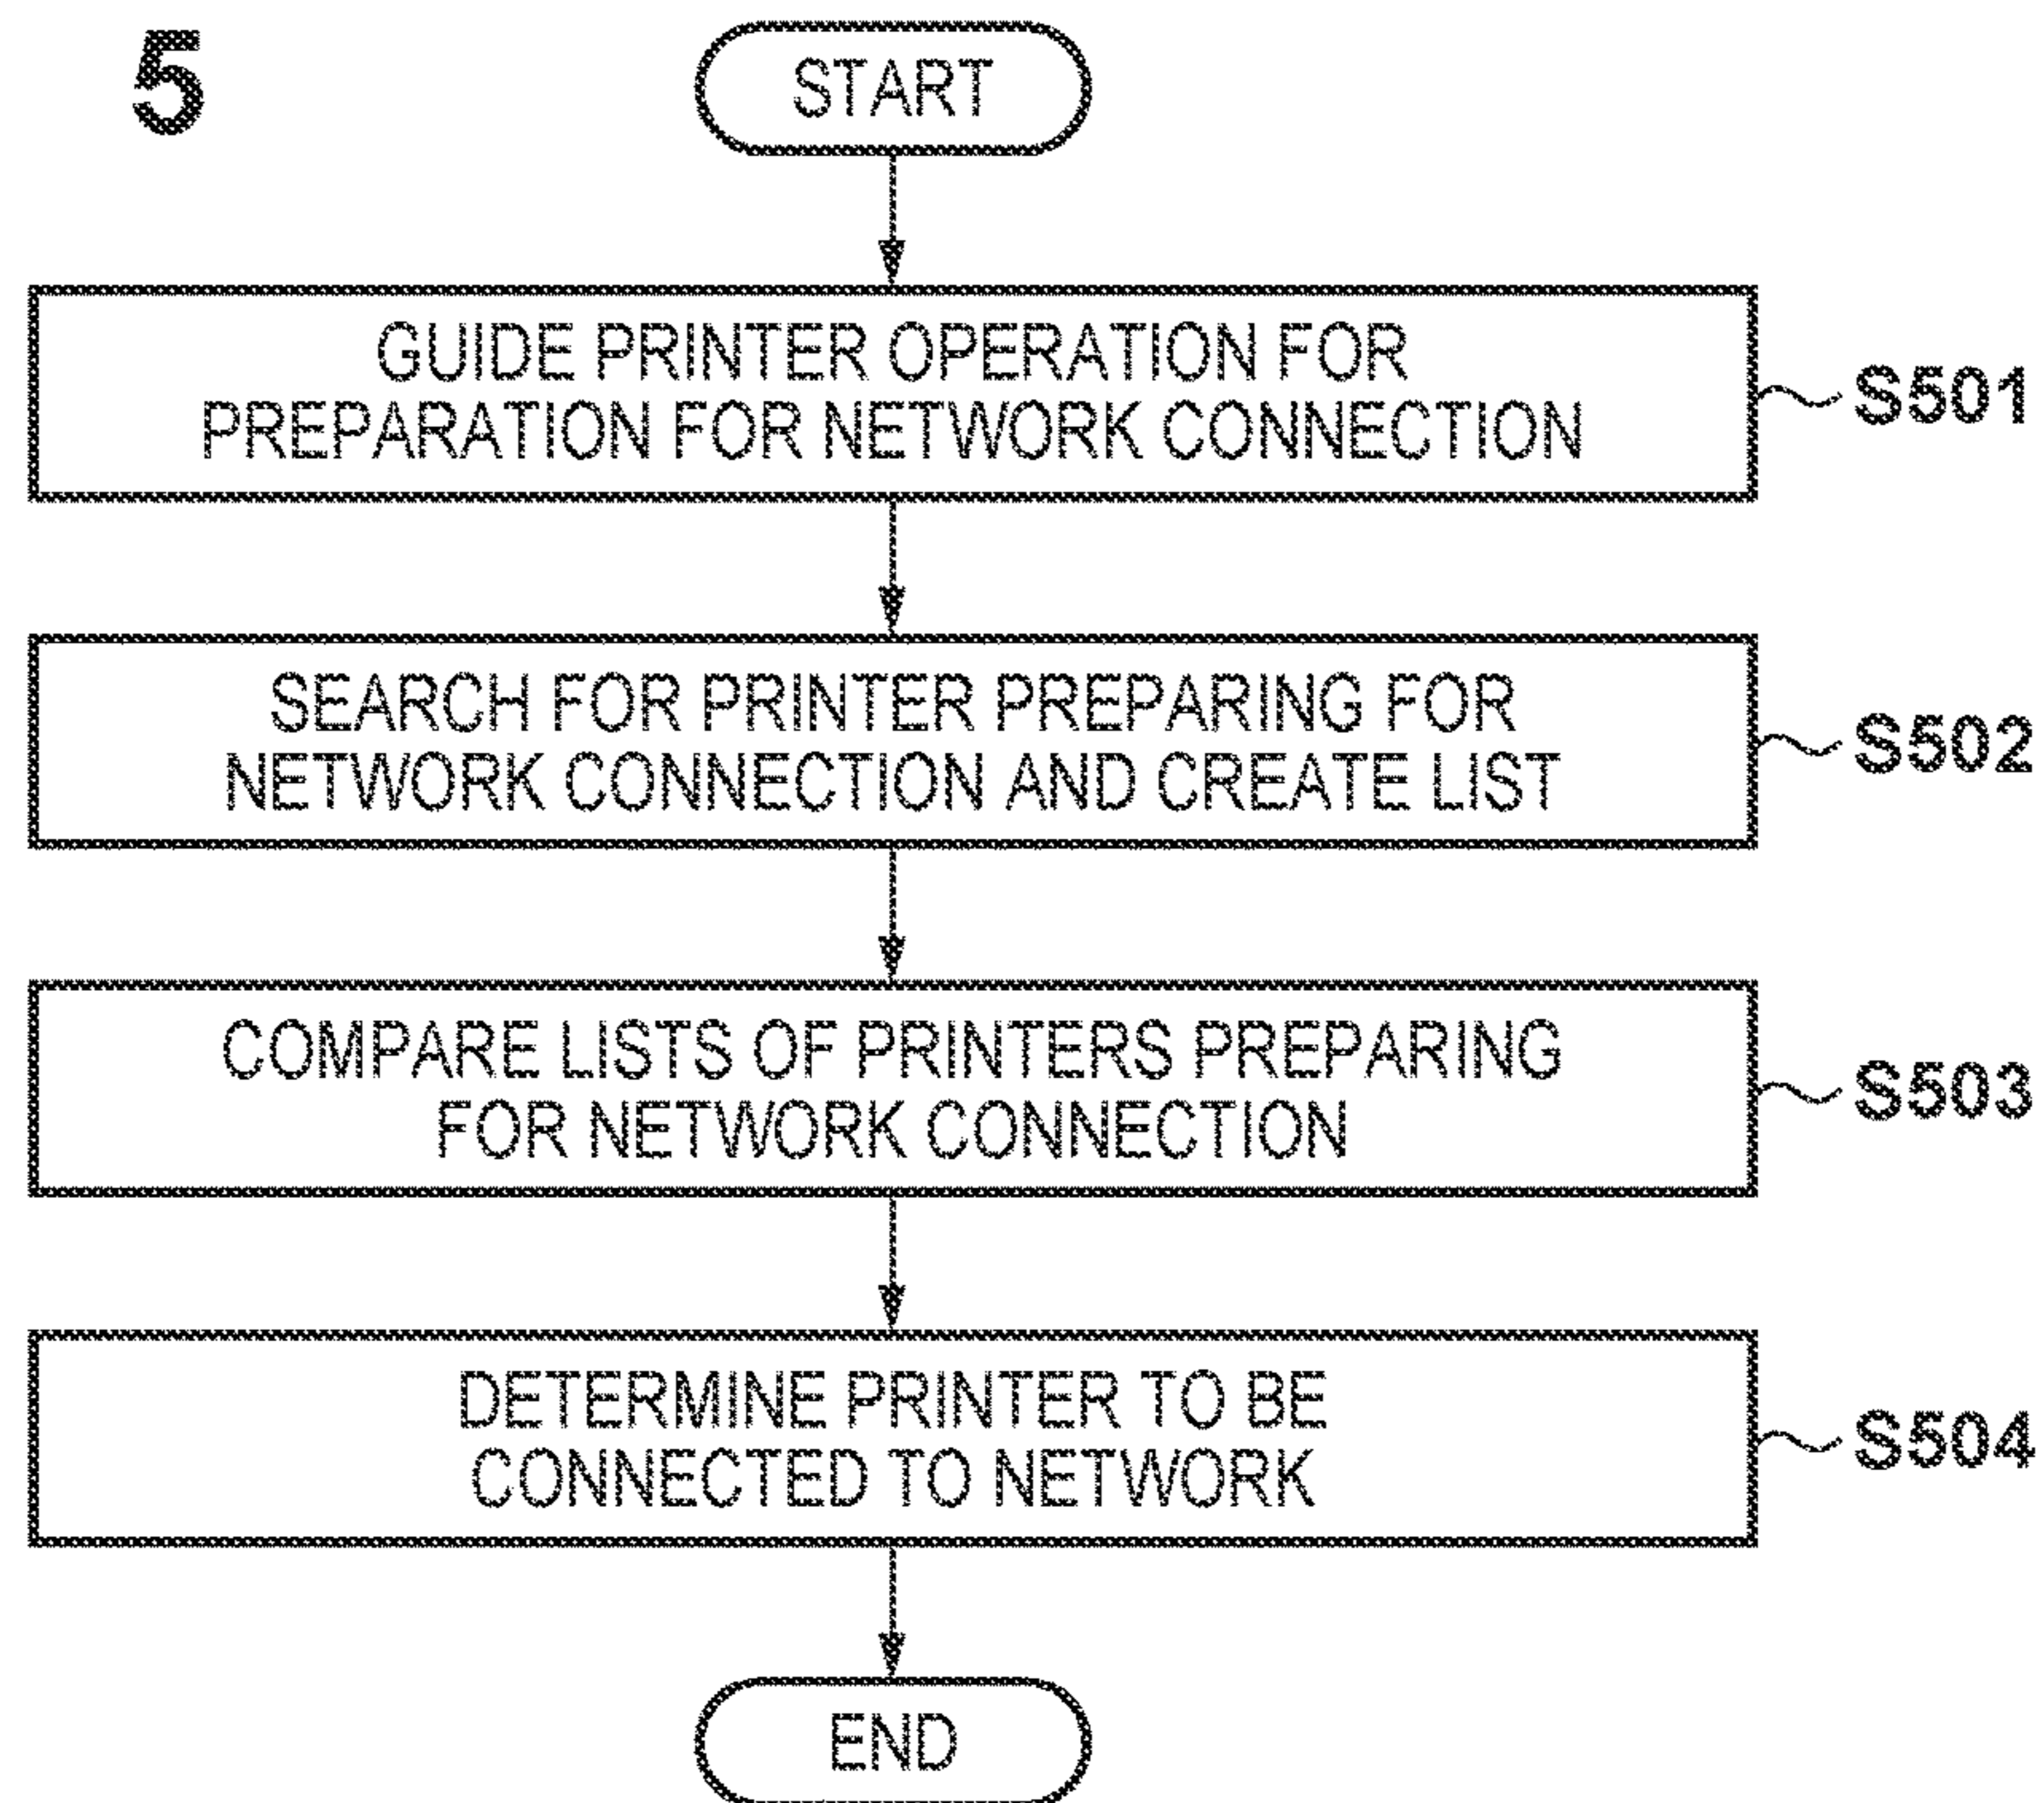 5
START
GUIDE PRINTER OPERATION FOR
PREPARATION FOR NETWORK CONNECTION
S501
SEARCH FOR PRINTER PREPARING FOR
NETWORK CONNECTION AND CREATE LIST
S502
COMPARE LISTS OF PRINTERS PREPARING
FOR NETWORK CONNECTION
S503
DETERMINE PRINTER TO BE
CONNECTED TO NETWORK
S504
END